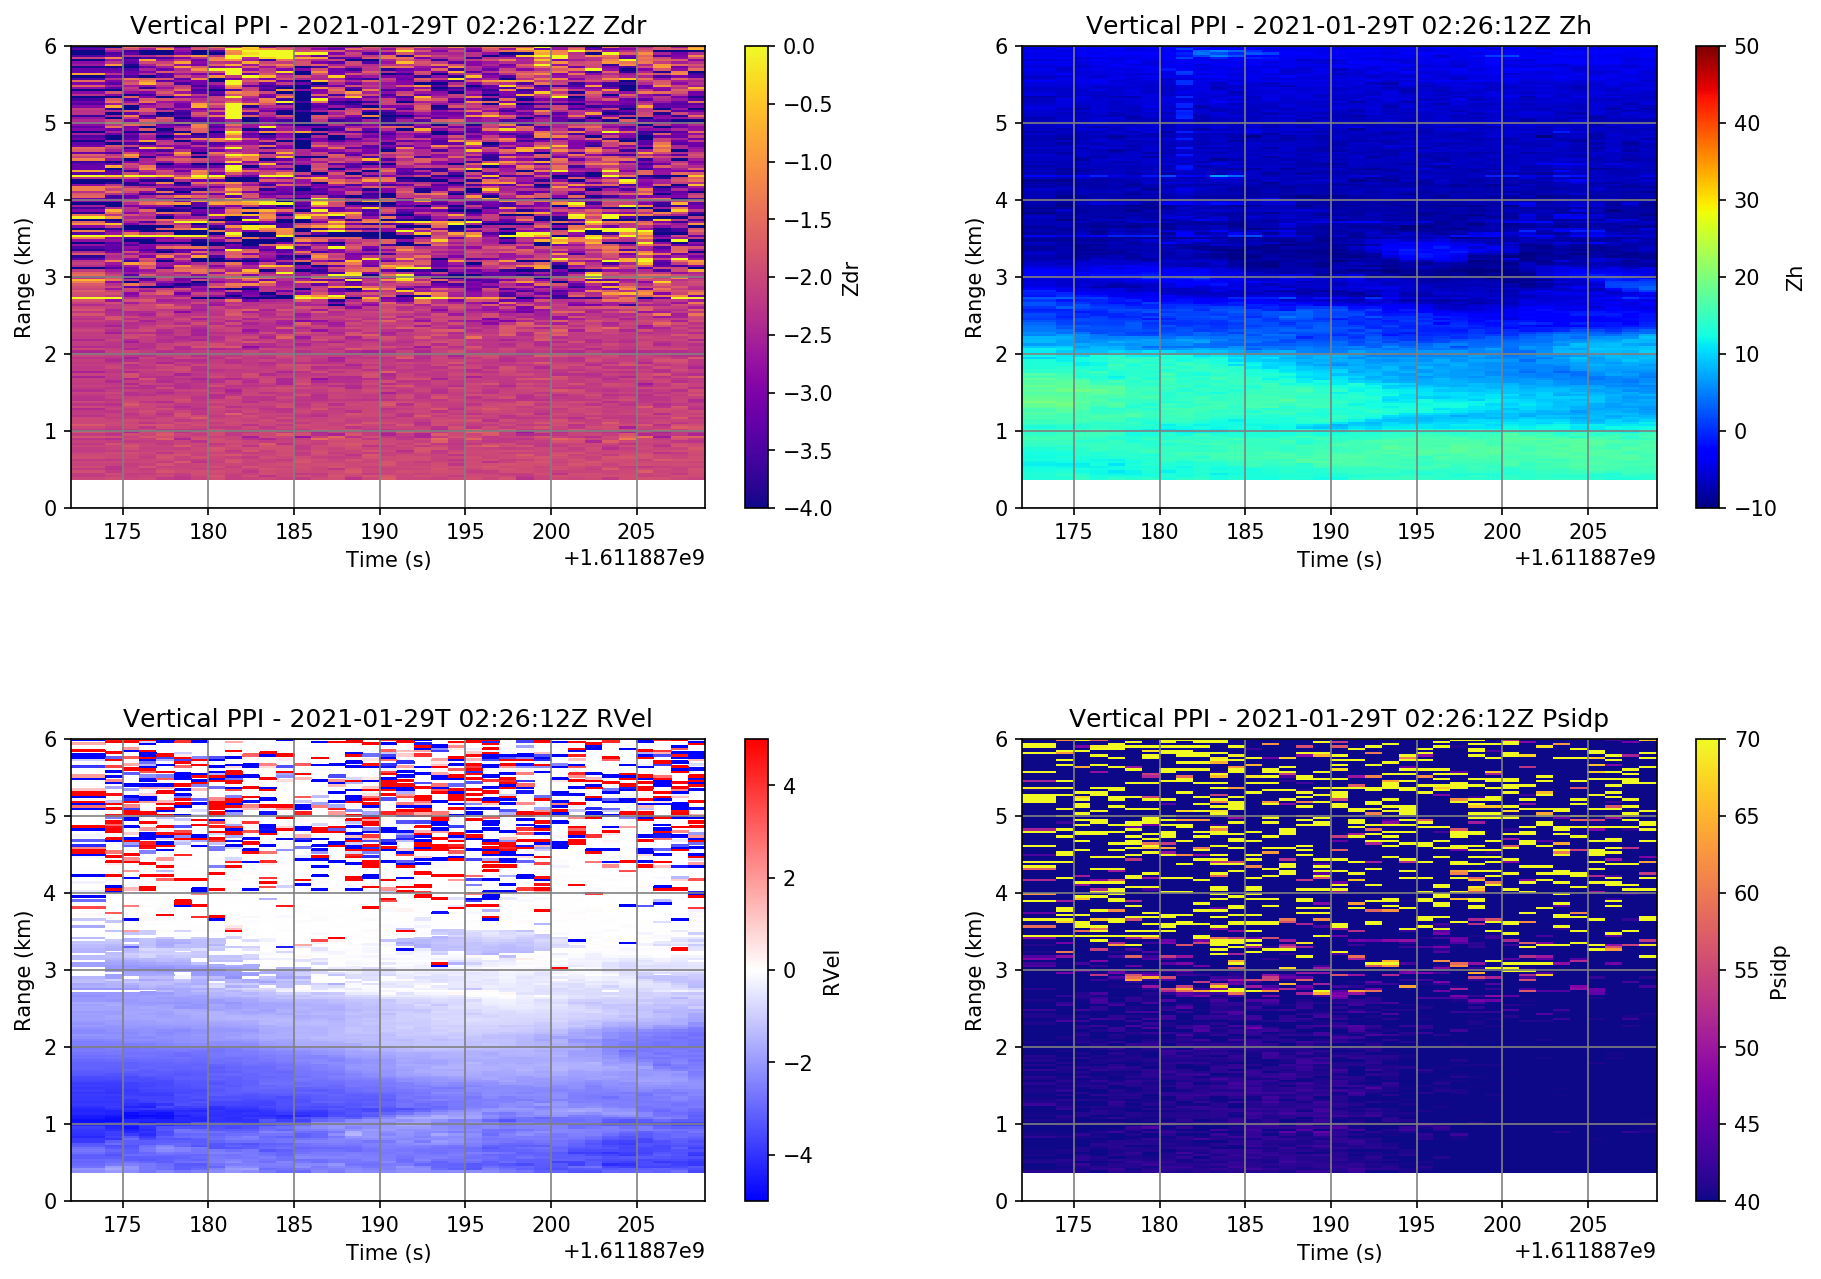 Vertical PPI - 2021-01-29T 02:26:12Z Zdr
6
5
4
3
2
1
0
Range (km)
175 180 185 190 195 200 205
Time (s)
+1.611887e9
0.0
−0.5
−1.0
−1.5
−2.0
−2.5
−3.0
−3.5
−4.0
Zdr
Vertical PPI - 2021-01-29T 02:26:12Z Zh
6
5
4
3
2
1
0
Range (km)
175 180 185 190 195 200 205
Time (s)
+1.611887e9
50
40
30
20
10
0
−10
Zh
Vertical PPI - 2021-01-29T 02:26:12Z RVel
6
5
4
3
2
1
0
Range (km)
175 180 185 190 195 200 205
Time (s)
+1.611887e9
4
2
0
−2
−4
RVel
Vertical PPI - 2021-01-29T 02:26:12Z Psidp
6
5
4
3
2
1
0
Range (km)
175 180 185 190 195 200 205
Time (s)
+1.611887e9
70
65
60
55
50
45
40
Psidp